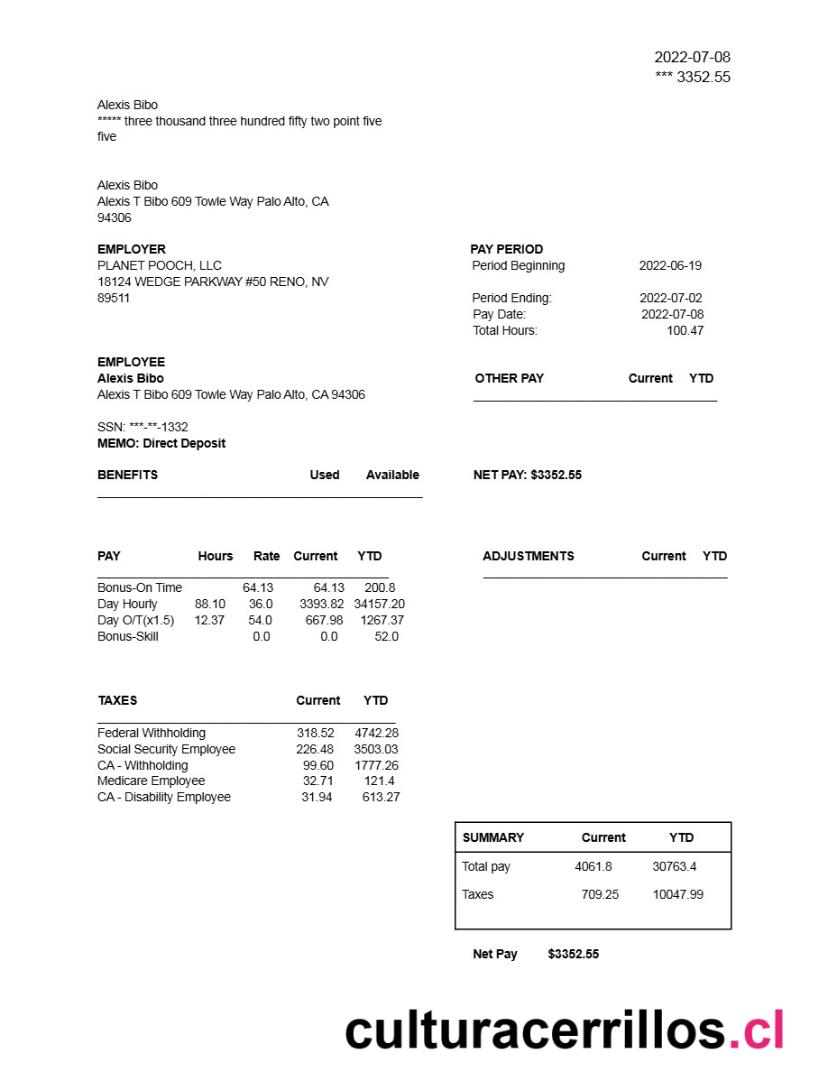 2022-07-08
*** 3352.55
Alexis Bibo
***** three thousand three hundred fifty two point five
five
Alexis Bibo
Alexis T Bibo 609 Towle Way Palo Alto, CA
94306
EMPLOYER
PLANET POOCH, LLC
18124 WEDGE PARKWAY #50 RENO, NV
89511
PAY PERIOD
Period Beginning 2022-06-19
Period Ending: 2022-07-02
Pay Date: 2022-07-08
Total Hours: 100.47
EMPLOYEE
Alexis Bibo
Alexis T Bibo 609 Towle Way Palo Alto, CA 94306
OTHER PAY Current YTD
SSN: ***-**-1332
MEMO: Direct Deposit
BENEFITS Used Available
NET PAY: $3352.55
PAY Hours Rate Current YTD
Bonus-On Time 64.13 64.13 200.8
Day Hourly 88.10 36.0 3393.82 34157.20
Day O/T(x1.5) 12.37 54.0 667.98 1267.37
Bonus-Skill 0.0 0.0 52.0
ADJUSTMENTS Current YTD
TAXES Current YTD
Federal Withholding 318.52 4742.28
Social Security Employee 226.48 3503.03
CA - Withholding 99.60 1777.26
Medicare Employee 32.71 121.4
CA - Disability Employee 31.94 613.27
SUMMARY Current YTD
Total pay 4061.8 30763.4
Taxes 709.25 10047.99
Net Pay $3352.55
culturacerrillos.cl